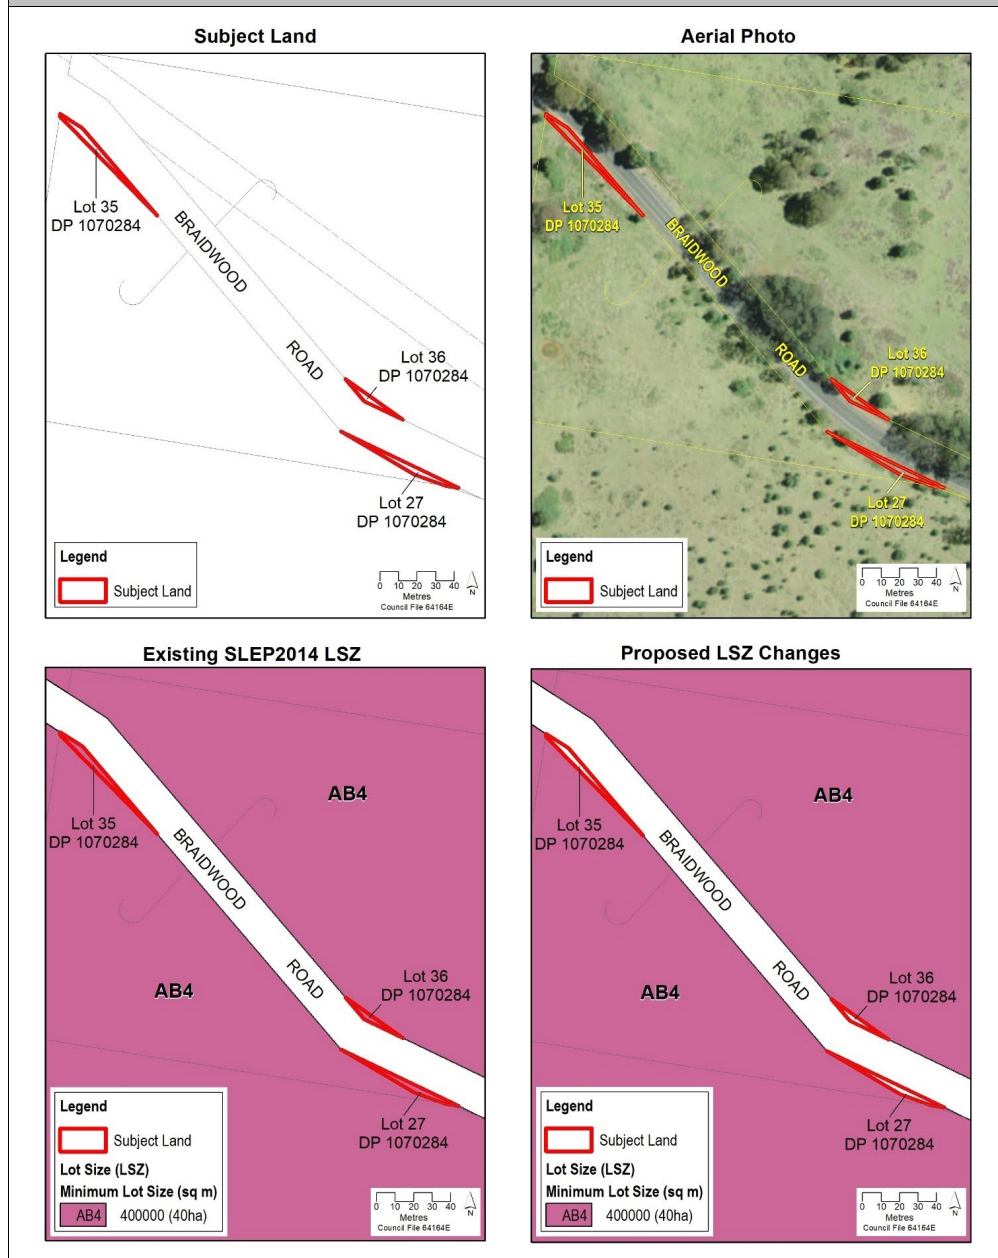 Subject Land
Lot 35
DP 1070284
BRAIDWOOD
ROAD
Lot 36
DP 1070284
Lot 27
DP 1070284
Legend
Subject Land
0 10 20 30 40
Metres
Council File 64164E
N
Aerial Photo
Lot 35
DP 1070284
BRAIDWOOD
ROAD
Lot 36
DP 1070284
Lot 27
DP 1070284
Legend
Subject Land
0 10 20 30 40
Metres
Council File 64164E
N
Existing SLEP2014 LSZ
AB4
Lot 35
DP 1070284
BRAIDWOOD
ROAD
Lot 36
DP 1070284
AB4
Lot 27
DP 1070284
Legend
Subject Land
Lot Size (LSZ)
Minimum Lot Size (sq m)
AB4 400000 (40ha)
0 10 20 30 40
Metres
Council File 64164E
N
Proposed LSZ Changes
AB4
Lot 35
DP 1070284
BRAIDWOOD
ROAD
Lot 36
DP 1070284
AB4
Lot 27
DP 1070284
Legend
Subject Land
Lot Size (LSZ)
Minimum Lot Size (sq m)
AB4 400000 (40ha)
0 10 20 30 40
Metres
Council File 64164E
N